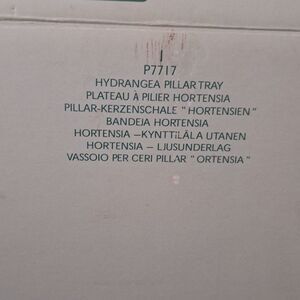 1
P7717
HYDRANGEA PILLAR TRAY
PLATEAU À PILIER HORTENSIA
PILLAR-KERZENSCHALE "HORTENSIEN"
BANDEJA HORTENSIA
HORTENSIA –KYNTTILÄLA UTANEN
HORTENSIA – LJUSUNDERLAG
VASSOIO PER CERI PILLAR "ORTENSIA"